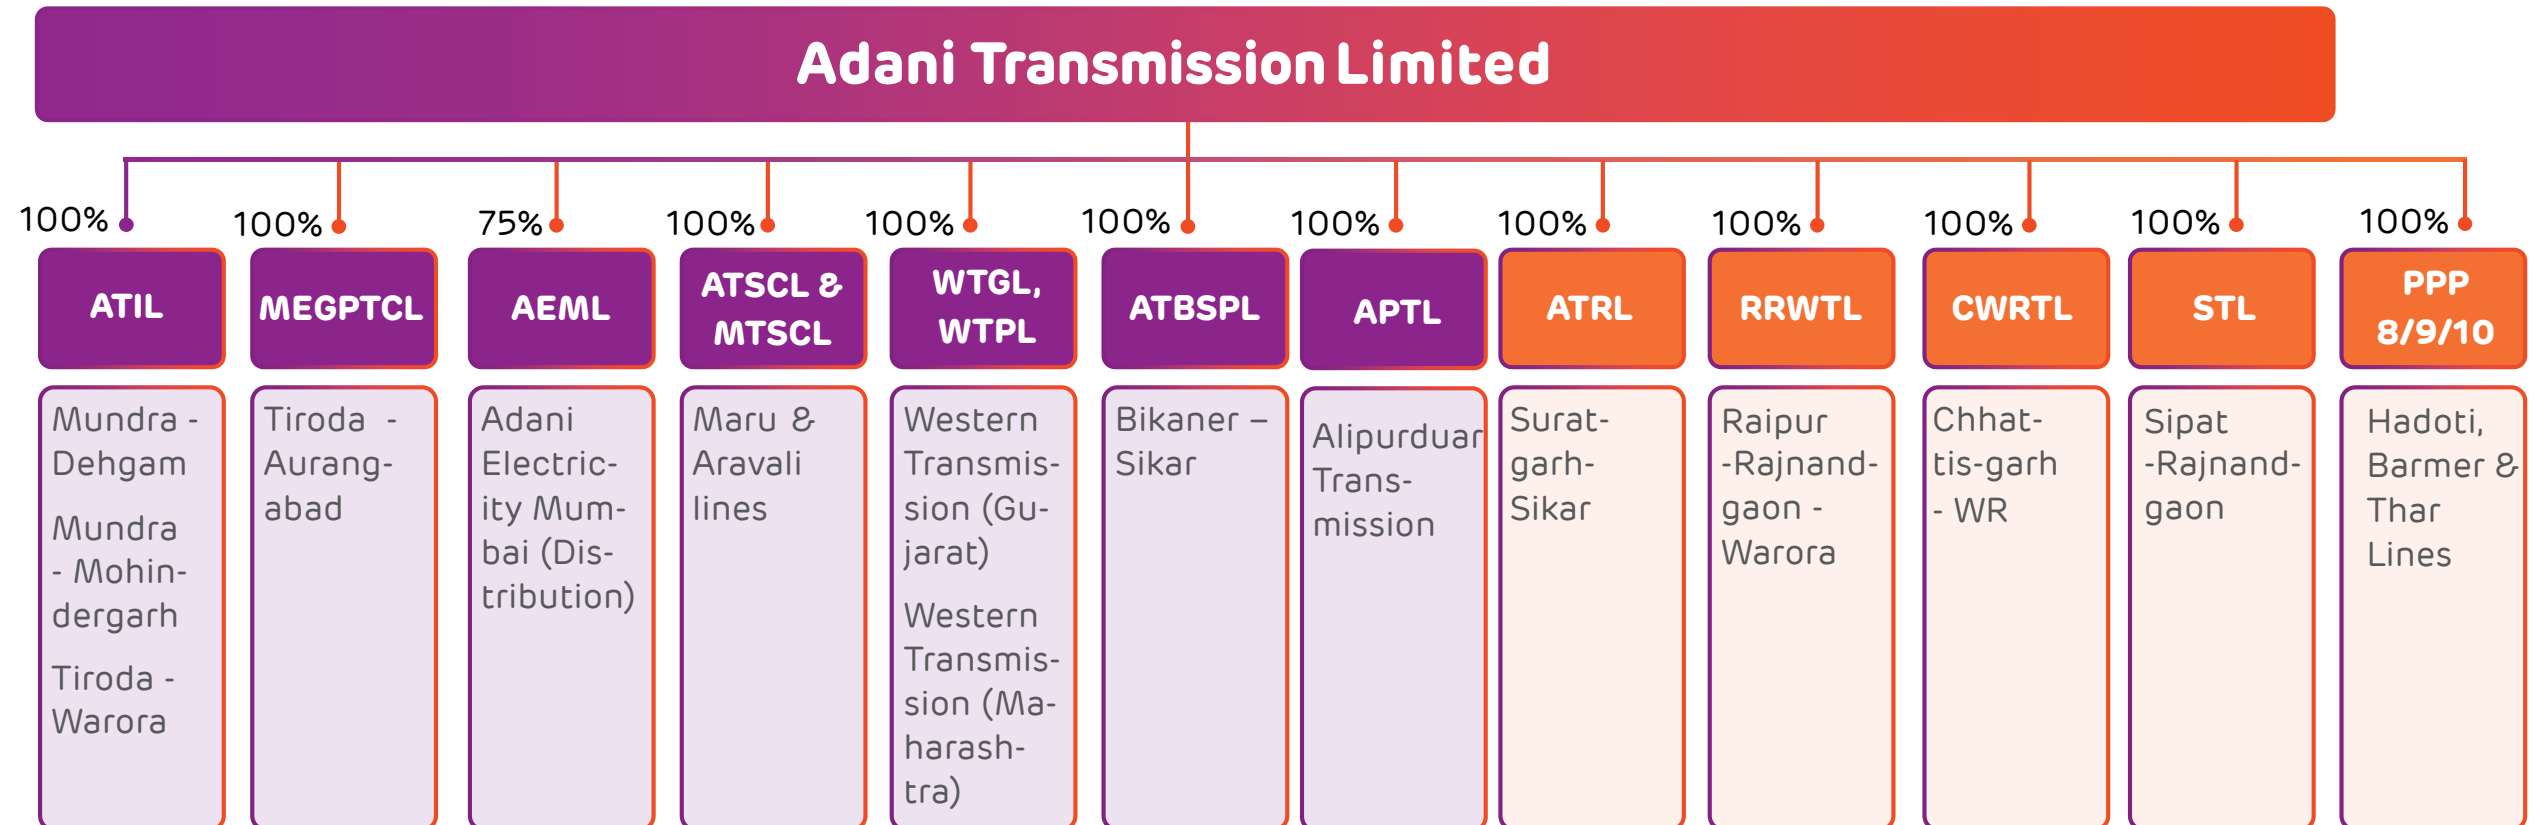 Adani Transmission Limited
100%
100%
75%
100%
100%
100%
100%
100%
100%
100%
100%
100%
ATIL
MEGPTCL
AEML
ATSCL &
MTSCL
WTGL,
WTPL
ATBSPL
APTL
ATRL
RRWTL
CWRTL
STL
PPP
8/9/10
Mundra -
Dehgam
Mundra
- Mohin-
dergarh
Tiroda -
Warora
Tiroda -
Aurang-
abad
Adani
Electric-
ity Mum-
bai (Dis-
tribution)
Maru &
Aravali
lines
Western
Transmis-
sion (Gu-
jarat)
Western
Transmis-
sion (Ma-
harash-
tra)
Bikaner –
Sikar
Alipurduar
Trans-
mission
Surat-
garh-
Sikar
Raipur
-Rajnand-
gaon -
Warora
Chhat-
tis-garh
- WR
Sipat
-Rajnand-
gaon
Hadoti,
Barmer &
Thar
Lines